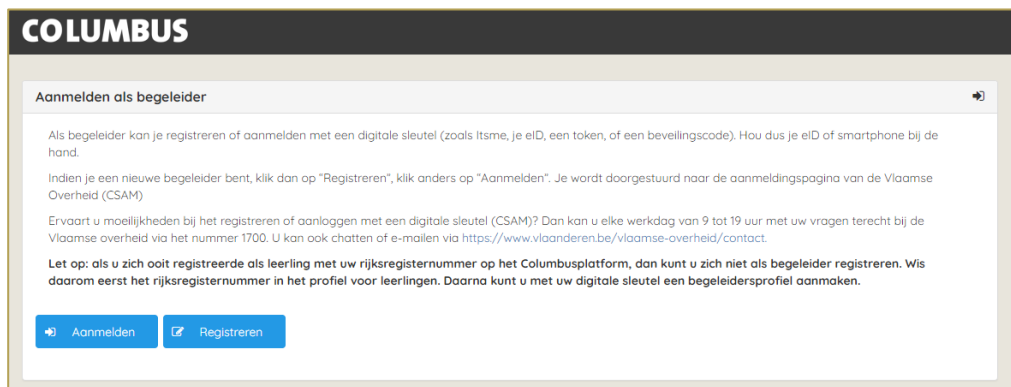 COLUMBUS
Aanmelden als begeleider
Als begeleider kan je registreren of aanmelden met een digitale sleutel (zoals Itsme, je eID, een token, of een beveilingscode). Hou dus je eID of smartphone bij de
hand.
Indien je een nieuwe begeleider bent, klik dan op "Registreren", klik anders op "Aanmelden". Je wordt doorgestuurd naar de aanmeldingspagina van de Vlaamse
Overheid (CSAM)
Ervaart u moeilijkheden bij het registreren of aanloggen met een digitale sleutel (CSAM)? Dan kan u elke werkdag van 9 tot 19 uur met uw vragen terecht bij de
Vlaamse overheid via het nummer 1700. U kan ook chatten of e-mailen via https://www.vlaanderen.be/vlaamse-overheid/contact.
Let op: als u zich ooit registreerde als leerling met uw rijksregisternummer op het Columbusplatform, dan kunt u zich niet als begeleider registreren. Wis
daarom eerst het rijksregisternummer in het profiel voor leerlingen. Daarna kunt u met uw digitale sleutel een begeleidersprofiel aanmaken.
Aanmelden Registreren